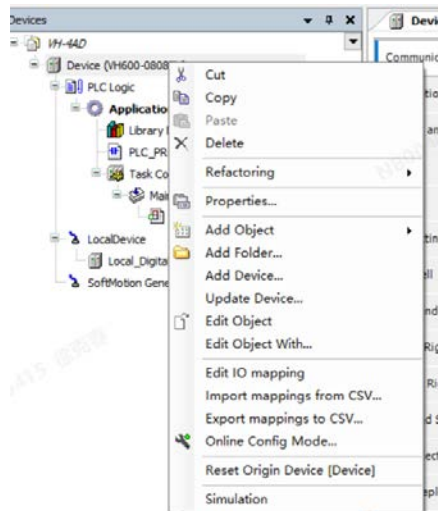 Devices
Devi
VH-4AD
Communic
Device (VH600-0808
PLC Logic
Applicatio
Library
PLC_PR
Task Co
Mai
LocalDevice
Local_Digita
SoftMotion Gene
Cut
Copy
Paste
Delete
Refactoring
Properties...
Add Object
Add Folder...
Add Device...
Update Device...
Edit Object
Edit Object With...
Edit IO mapping
Import mappings from CSV...
Export mappings to CSV...
Online Config Mode...
Reset Origin Device [Device]
Simulation